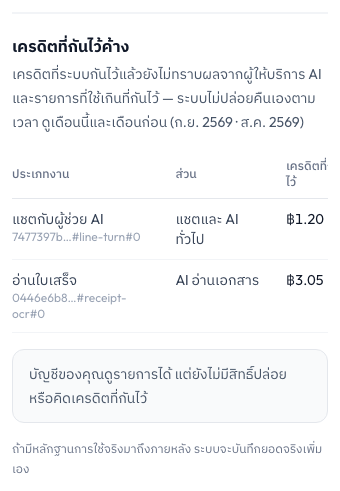 เครดิตที่กันไว้ค้าง
เครดิตที่ระบบกันไว้แล้วยังไม่ทราบผลจากผู้ให้บริการ AI
และรายการที่ใช้เกินที่กันไว้ — ระบบไม่ปล่อยคืนเองตาม
เวลา ดูเดือนนี้และเดือนก่อน (ก.ย. 2569 · ส.ค. 2569)
ประเภทงาน ส่วน เครดิตที่
ไว้
แชตกับผู้ช่วย AI แชตและ AI ฿1.20
7477397b…#line-turn#0 ทั่วไป
อ่านใบเสร็จ AI อ่านเอกสาร ฿3.05
0446e6b8…#receipt-
ocr#0
บัญชีของคุณดูรายการได้ แต่ยังไม่มีสิทธิ์ปล่อย
หรือคิดเครดิตที่กันไว้
ถ้ามีหลักฐานการใช้จริงมาถึงภายหลัง ระบบจะบันทึกยอดจริงเพิ่ม
เอง